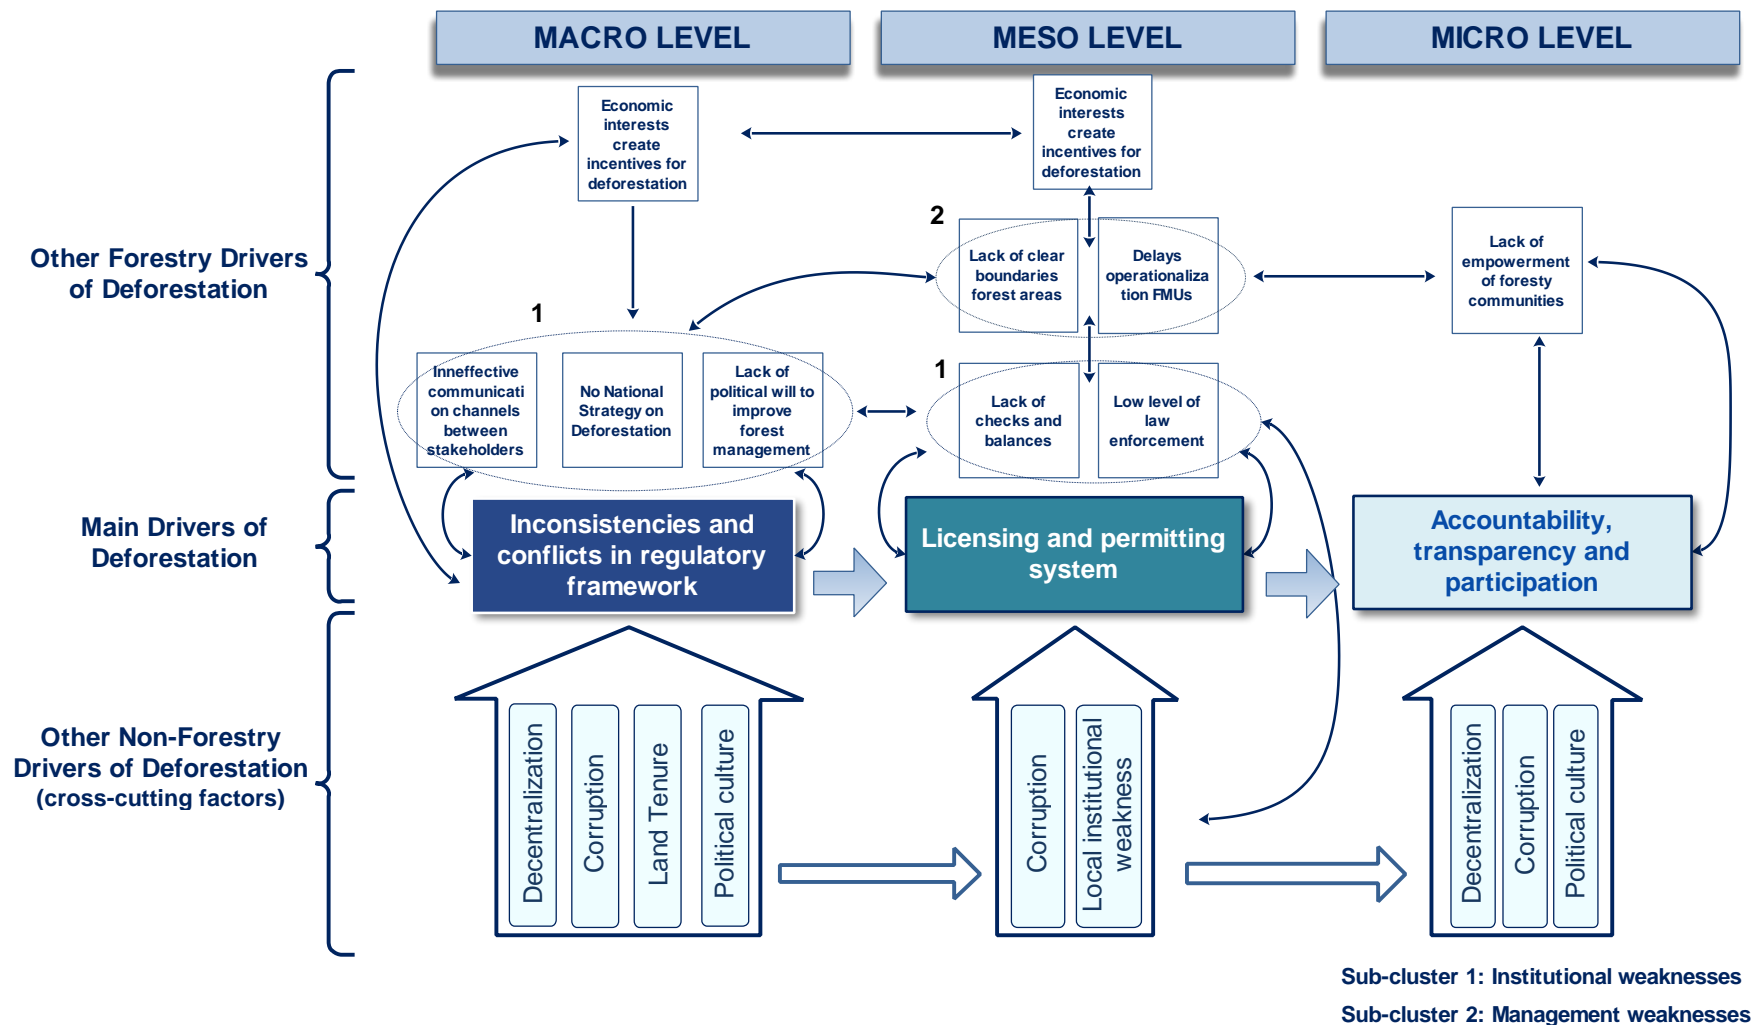 MACRO LEVEL
MESO LEVEL
MICRO LEVEL
Other Forestry Drivers
of Deforestation
Economic
interests
create
incentives for
deforestation
Economic
interests
create
incentives for
deforestation
2
Lack of clear
boundaries
forest areas
Delays
operationaliza
tion FMUs
Lack of
empowerment
of foresty
communities
1
Inneffective
communicati
on channels
between
stakeholders
No National
Strategy on
Deforestation
Lack of
political will to
improve
forest
management
1
Lack of
checks and
balances
Low level of
law
enforcement
Main Drivers of
Deforestation
Inconsistencies and
conflicts in regulatory
framework
Licensing and permitting
system
Accountability,
transparency and
participation
Other Non-Forestry
Drivers of Deforestation
(cross-cutting factors)
Decentralization
Corruption
Land Tenure
Political culture
Corruption
Local institutional
weakness
Decentralization
Corruption
Political culture
Sub-cluster 1: Institutional weaknesses
Sub-cluster 2: Management weaknesses